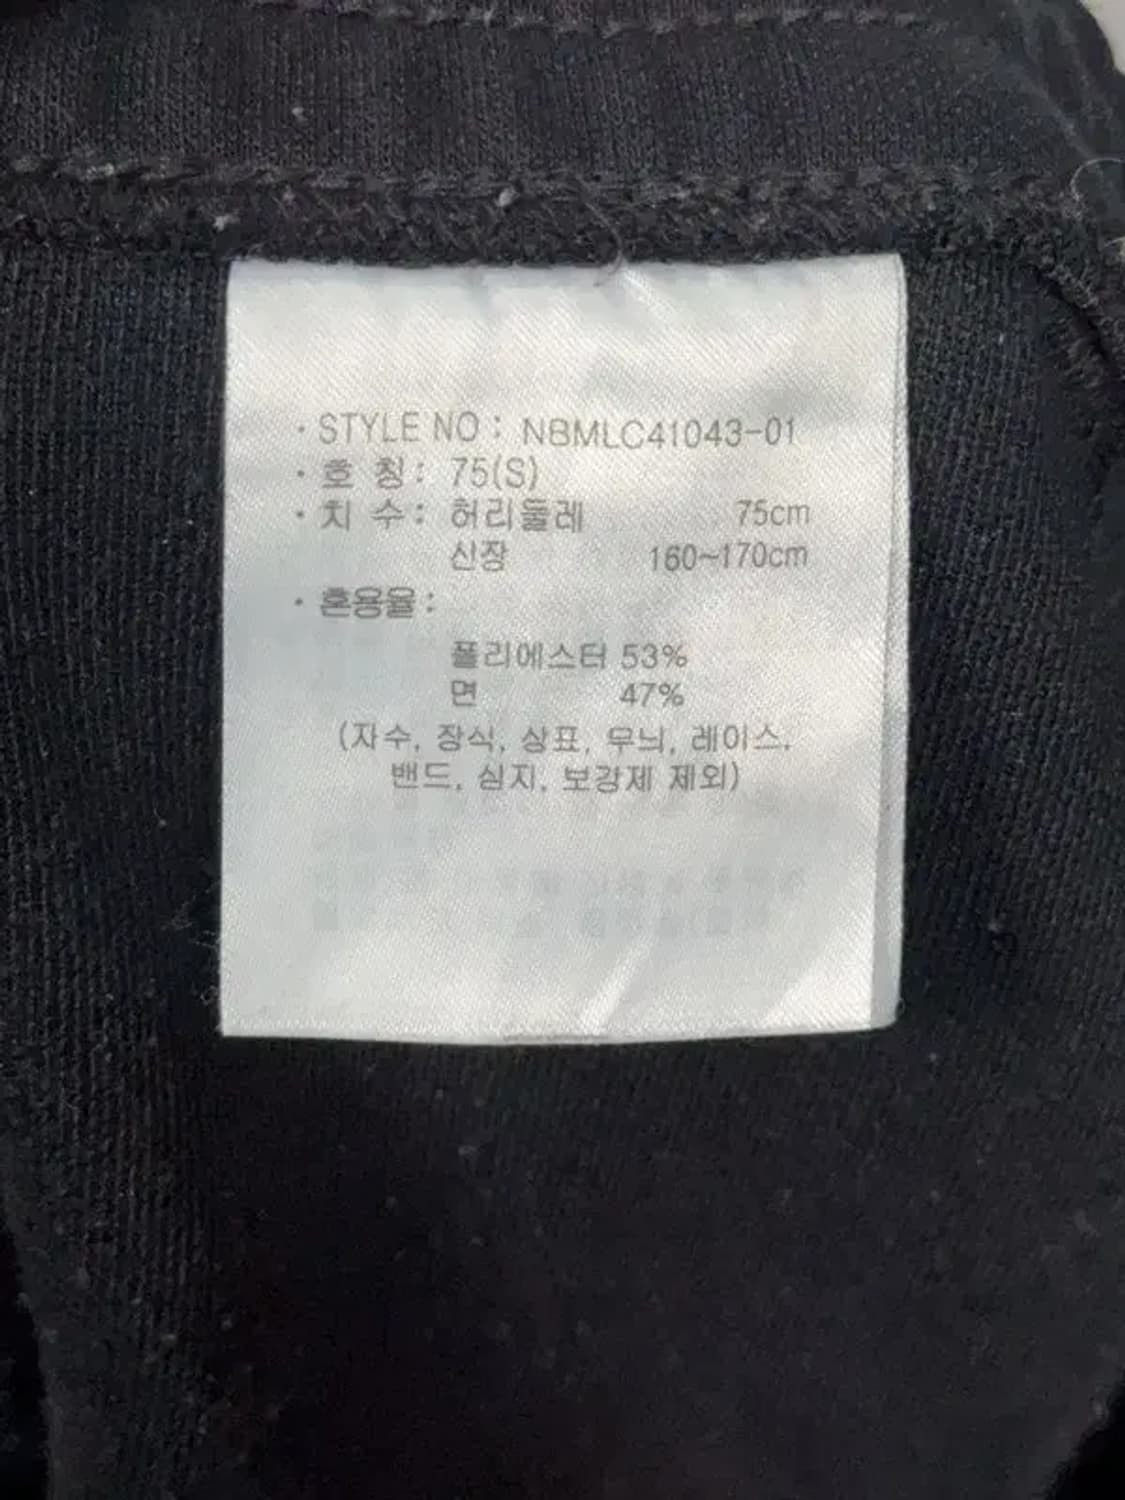 · STYLE NO : NBMLC41043-01
· 호 칭 : 75(S)
· 치 수 : 허리둘레 75cm
신장 160~170cm
· 혼용율 :
폴리에스터 53%
면 47%
(자수, 장식, 상표, 무늬, 레이스,
밴드, 심지, 보강제 제외)